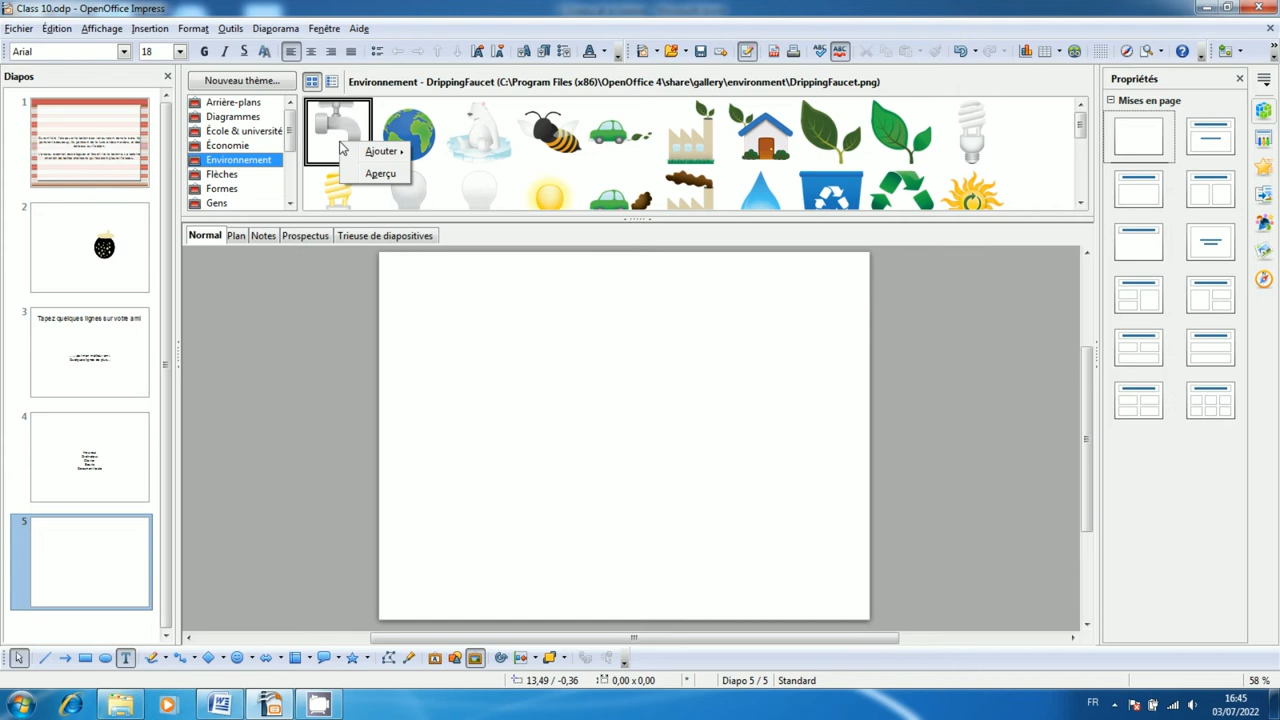 Class 10.odp - OpenOffice Impress
Fichier Édition Affichage Insertion Format Outils Diaporama Fenêtre Aide
Arial 18
Diapos
Nouveau thème...
Environnement - DrippingFaucet (C:\Program Files (x86)\OpenOffice 4\share\gallery\environment\DrippingFaucet.png)
Propriétés
Mises en page
Arrière-plans
Diagrammes
École & université
Économie
Environnement
Flèches
Formes
Gens
Ajouter
Aperçu
Normal Plan Notes Prospectus Trieuse de diapositives
1
2
3
Tapez quelques lignes sur votre ami
4
5
13,49 / -0,36 0,00 x 0,00 * Diapo 5 / 5 Standard 58 %
FR 16:45
03/07/2022